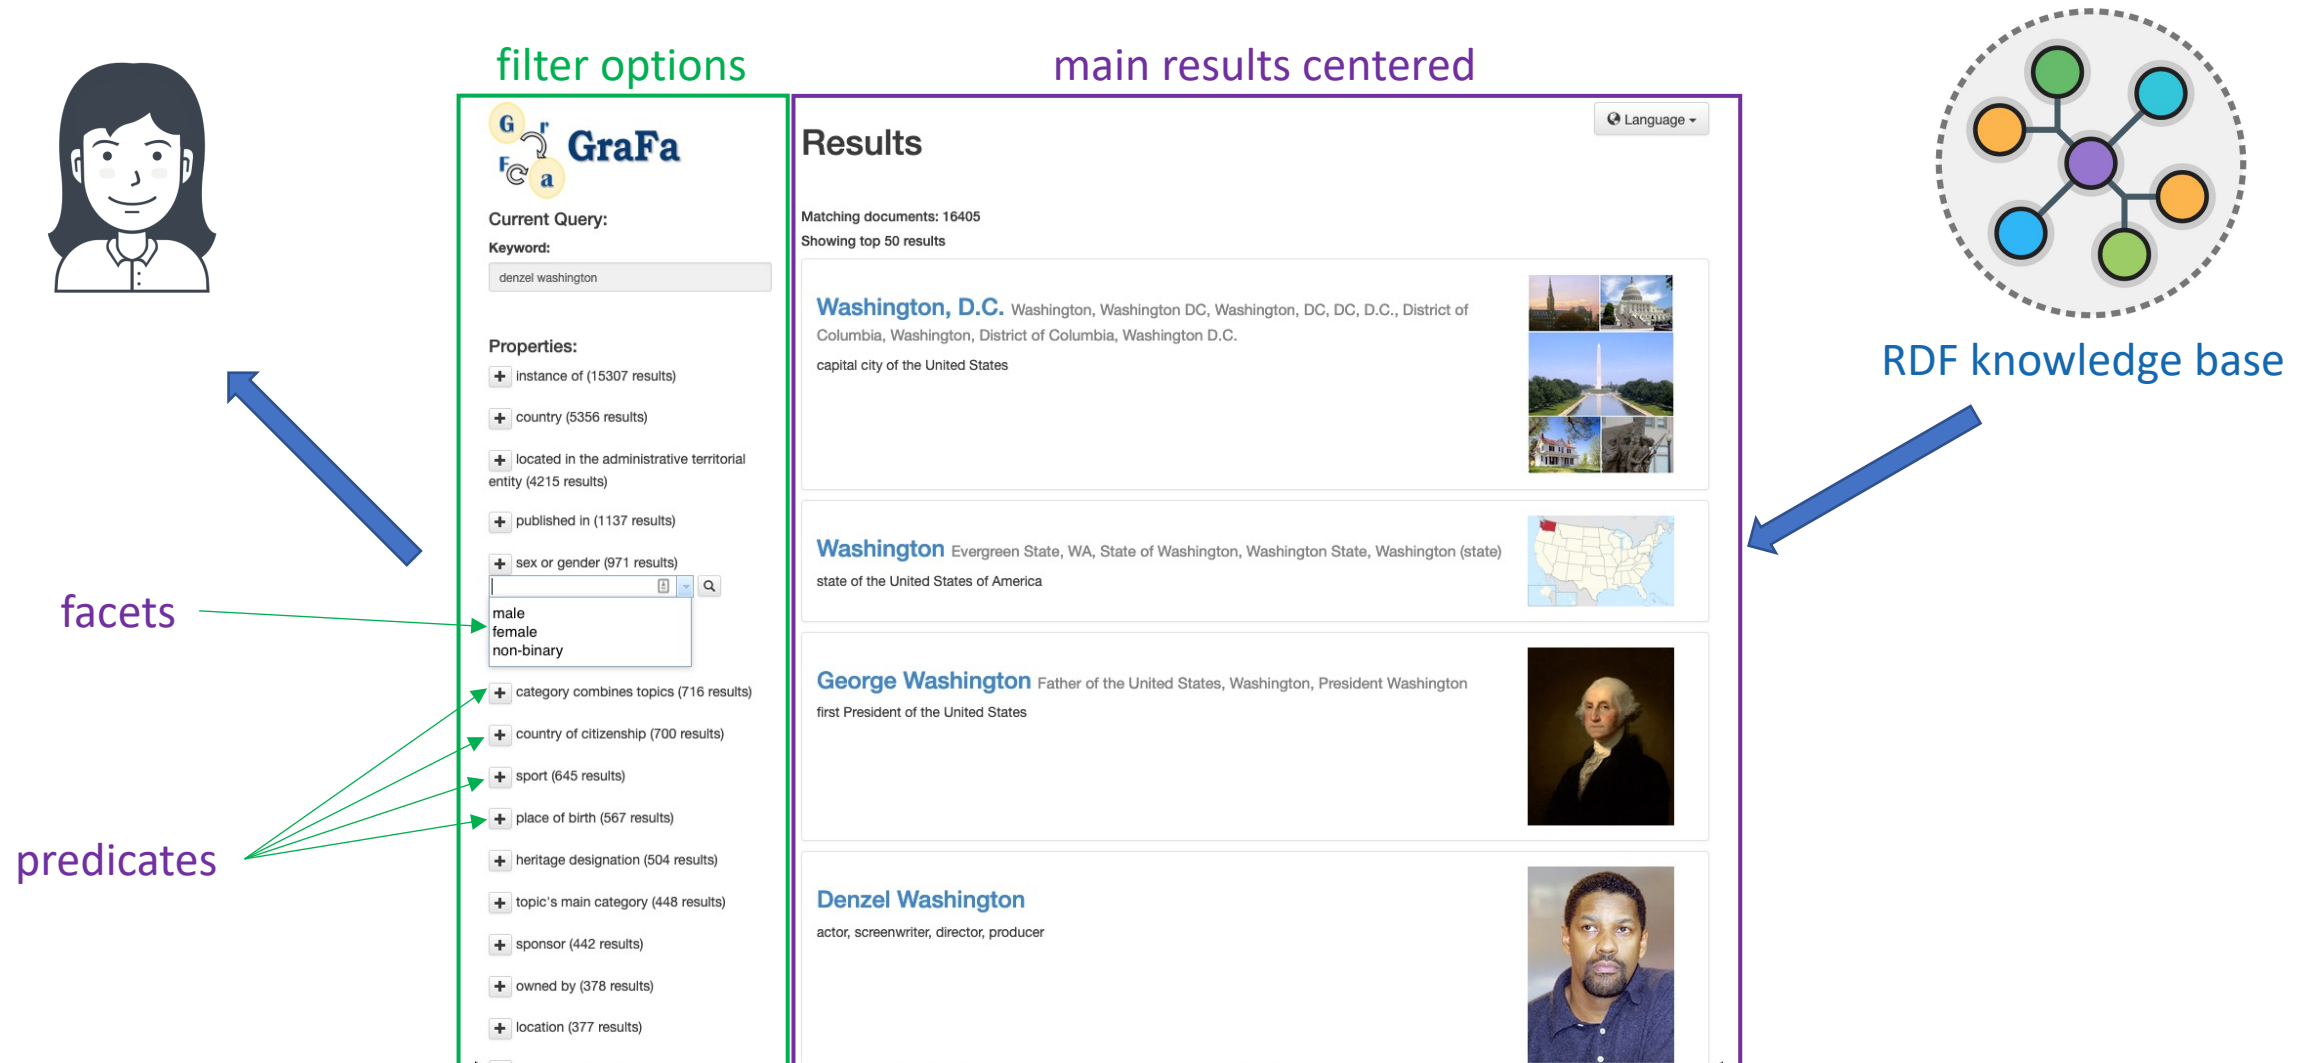 filter options
main results centered
G
r
F
a
GraFa
Language
Results
Current Query:
Keyword:
denzel washington
Matching documents: 16405
Showing top 50 results
Properties:
instance of (15307 results)
country (5356 results)
located in the administrative territorial
entity (4215 results)
published in (1137 results)
sex or gender (971 results)
male
female
non-binary
category combines topics (716 results)
country of citizenship (700 results)
sport (645 results)
place of birth (567 results)
heritage designation (504 results)
topic's main category (448 results)
sponsor (442 results)
owned by (378 results)
location (377 results)
Washington, D.C. Washington, Washington DC, Washington, DC, DC, D.C., District of
Columbia, Washington, District of Columbia, Washington D.C.
capital city of the United States
Washington Evergreen State, WA, State of Washington, Washington State, Washington (state)
state of the United States of America
George Washington Father of the United States, Washington, President Washington
first President of the United States
Denzel Washington
actor, screenwriter, director, producer
RDF knowledge base
facets
predicates